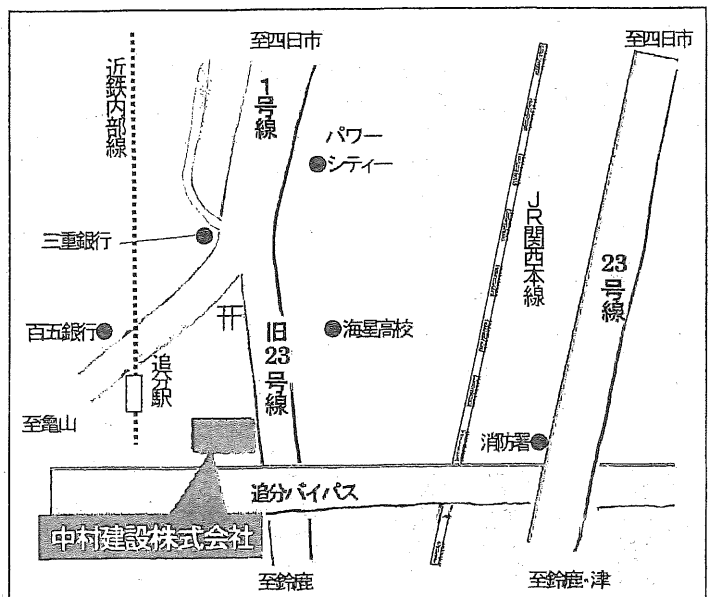 至四日市
至四日市
近鉄内部線
1号線
パワー
シティー
JR関西本線
三重銀行
23号線
百五銀行
旧23号線
海星高校
追分駅
至亀山
消防署
追分バイパス
中村建設株式会社
至鈴鹿
至鈴鹿・津